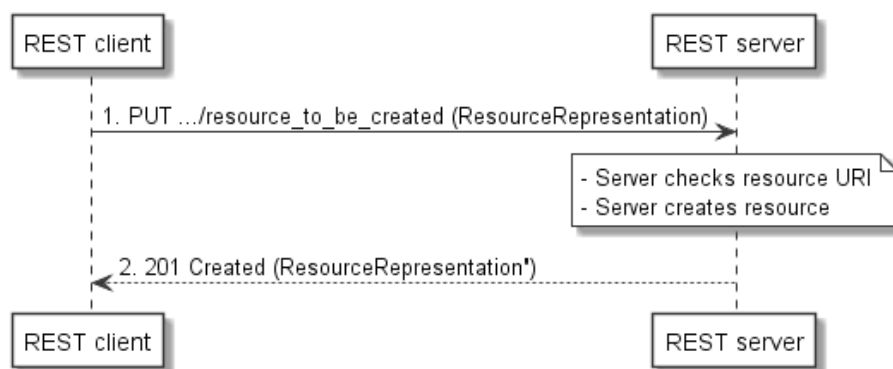 REST client
REST server
1. PUT .../resource_to_be_created (ResourceRepresentation)
- Server checks resource URI
- Server creates resource
2. 201 Created (ResourceRepresentation")
REST client
REST server